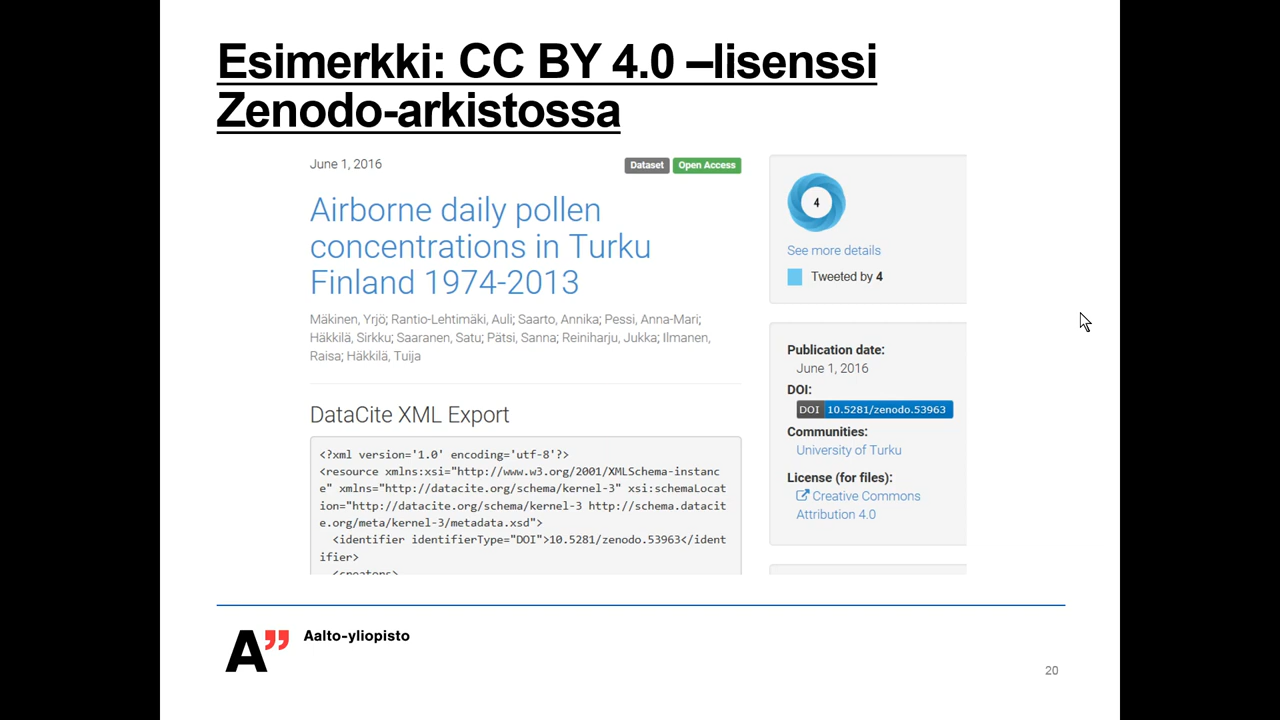 Esimerkki: CC BY 4.0 –lisenssi
Zenodo-arkistossa
June 1, 2016
Dataset
Open Access
Airborne daily pollen
concentrations in Turku
Finland 1974-2013
Mäkinen, Yrjö; Rantio-Lehtimäki, Auli; Saarto, Annika; Pessi, Anna-Mari;
Häkkilä, Sirkku; Saaranen, Satu; Pätsi, Sanna; Reiniharju, Jukka; Ilmanen,
Raisa; Häkkilä, Tuija
DataCite XML Export
<?xml version='1.0' encoding='utf-8'?>
<resource xmlns:xsi="http://www.w3.org/2001/XMLSchema-instanc
e" xmlns="http://datacite.org/schema/kernel-3" xsi:schemaLocat
ion="http://datacite.org/schema/kernel-3 http://schema.datacit
e.org/meta/kernel-3/metadata.xsd">
<identifier identifierType="DOI">10.5281/zenodo.53963</ident
ifier>
<creators>
4
See more details
Tweeted by 4
Publication date:
June 1, 2016
DOI:
DOI 10.5281/zenodo.53963
Communities:
University of Turku
License (for files):
Creative Commons
Attribution 4.0
A”
Aalto-yliopisto
20